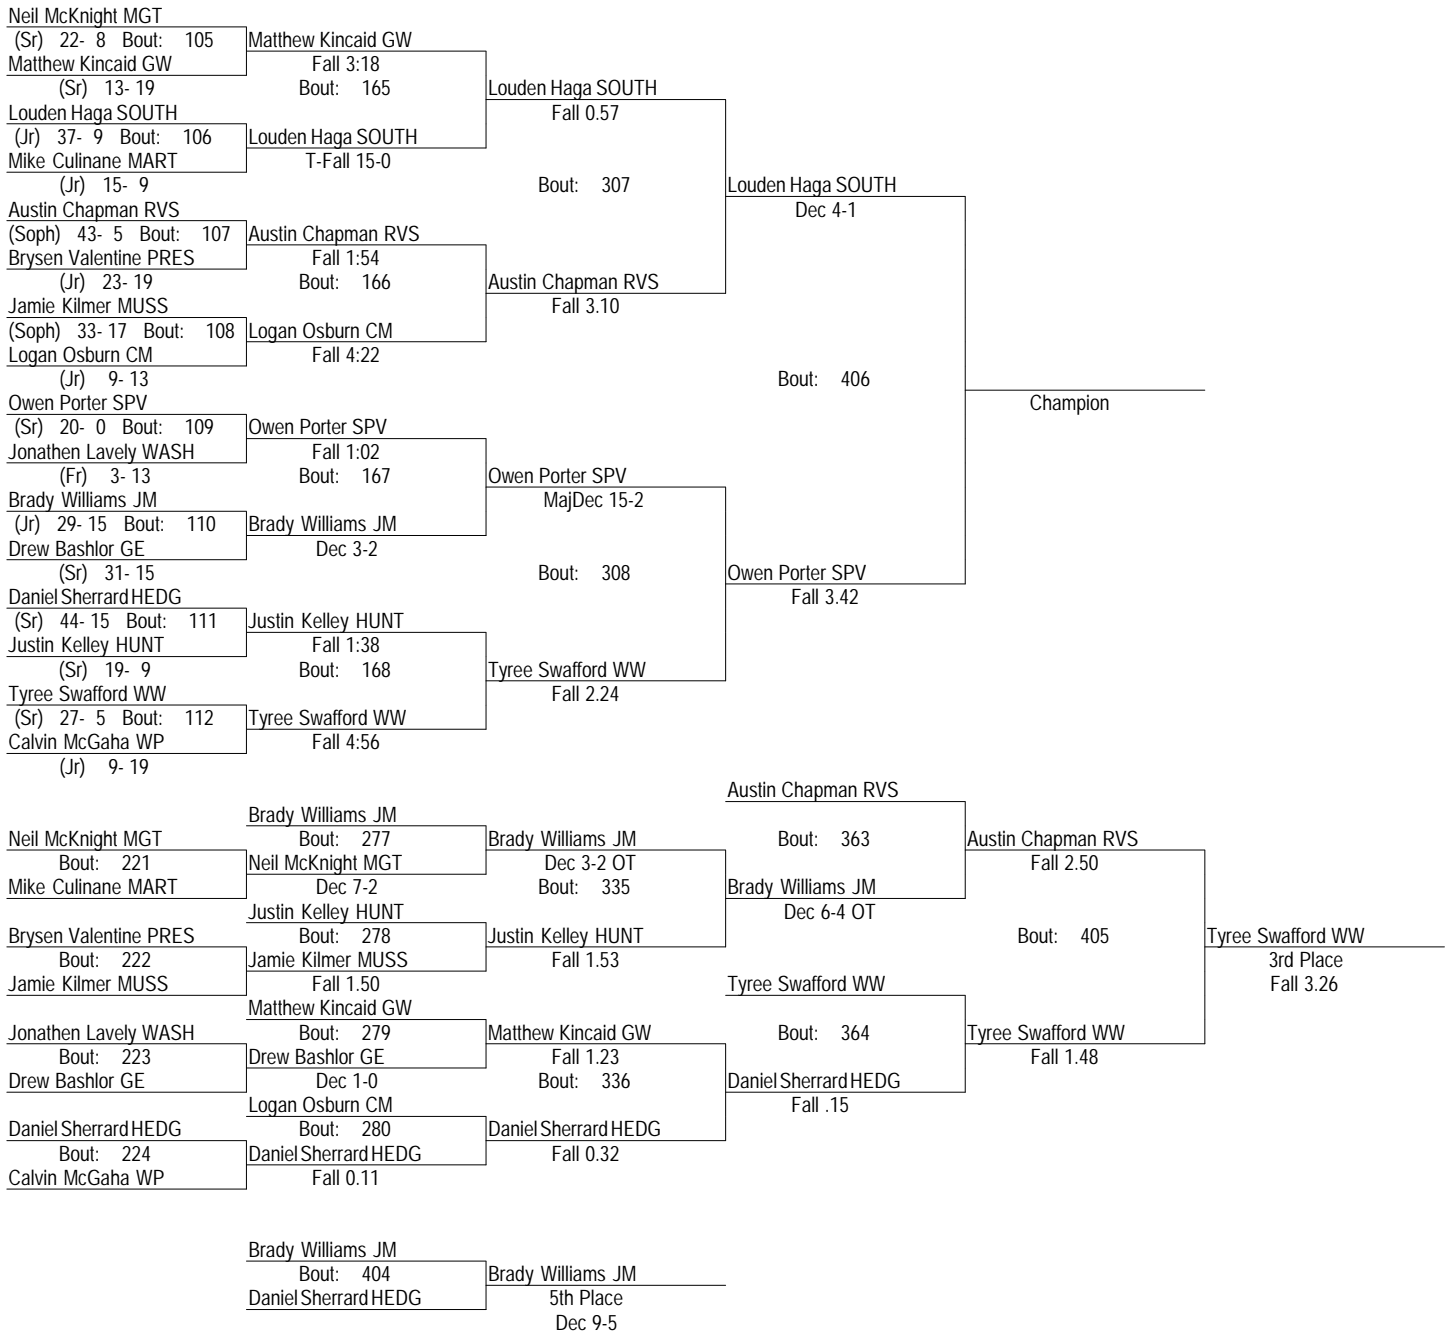 Neil McKnight MGT
(Sr) 22- 8 Bout: 105 Matthew Kincaid GW
Matthew Kincaid GW Fall 3:18
(Sr) 13- 19 Bout: 165 Louden Haga SOUTH
Louden Haga SOUTH Fall 0.57
(Jr) 37- 9 Bout: 106 Louden Haga SOUTH
Mike Culinane MART T-Fall 15-0
(Jr) 15- 9 Bout: 307 Louden Haga SOUTH
Austin Chapman RVS Dec 4-1
(Soph) 43- 5 Bout: 107 Austin Chapman RVS
Brysen Valentine PRES Fall 1:54
(Jr) 23- 19 Bout: 166 Austin Chapman RVS
Jamie Kilmer MUSS Fall 3.10
(Soph) 33- 17 Bout: 108 Logan Osburn CM
Logan Osburn CM Fall 4:22
(Jr) 9- 13 Bout: 406
Owen Porter SPV Champion
(Sr) 20- 0 Bout: 109 Owen Porter SPV
Jonathen Lavely WASH Fall 1:02
(Fr) 3- 13 Bout: 167 Owen Porter SPV
Brady Williams JM MajDec 15-2
(Jr) 29- 15 Bout: 110 Brady Williams JM
Drew Bashlor GE Dec 3-2
(Sr) 31- 15 Bout: 308 Owen Porter SPV
Daniel Sherrard HEDG Fall 3.42
(Sr) 44- 15 Bout: 111 Justin Kelley HUNT
Justin Kelley HUNT Fall 1:38
(Sr) 19- 9 Bout: 168 Tyree Swafford WW
Tyree Swafford WW Fall 2.24
(Sr) 27- 5 Bout: 112 Tyree Swafford WW
Calvin McGaha WP Fall 4:56
(Jr) 9- 19
Austin Chapman RVS
Brady Williams JM
Neil McKnight MGT Bout: 277 Brady Williams JM Bout: 363 Austin Chapman RVS
Bout: 221 Neil McKnight MGT Dec 3-2 OT Fall 2.50
Mike Culinane MART Dec 7-2 Bout: 335 Brady Williams JM
Justin Kelley HUNT Dec 6-4 OT
Brysen Valentine PRES Bout: 278 Justin Kelley HUNT Bout: 405 Tyree Swafford WW
Bout: 222 Jamie Kilmer MUSS Fall 1.53 3rd Place
Jamie Kilmer MUSS Fall 1.50 Tyree Swafford WW Fall 3.26
Matthew Kincaid GW
Jonathen Lavely WASH Bout: 279 Matthew Kincaid GW Bout: 364 Tyree Swafford WW
Bout: 223 Drew Bashlor GE Fall 1.23 Fall 1.48
Drew Bashlor GE Dec 1-0 Bout: 336 Daniel Sherrard HEDG
Logan Osburn CM Fall .15
Daniel Sherrard HEDG Bout: 280 Daniel Sherrard HEDG
Bout: 224 Daniel Sherrard HEDG Fall 0.32
Calvin McGaha WP Fall 0.11
Brady Williams JM
Bout: 404 Brady Williams JM
Daniel Sherrard HEDG 5th Place
Dec 9-5